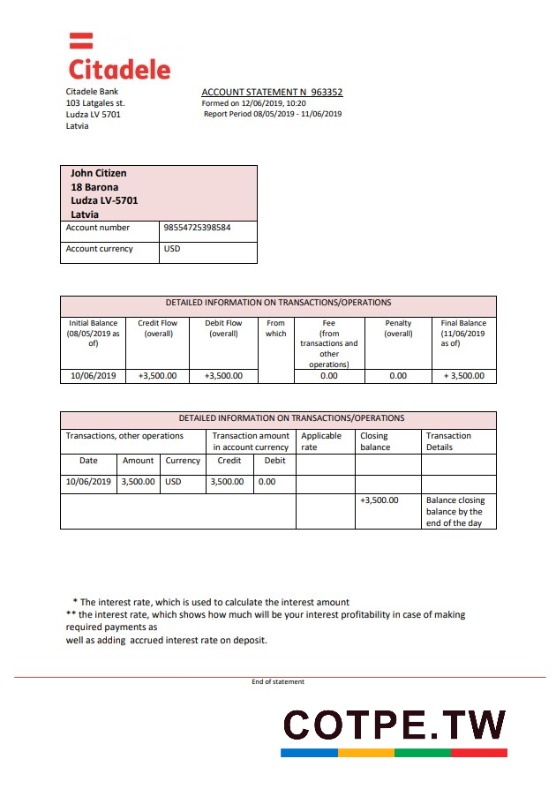 Citadele
Citadele Bank
103 Latgales st.
Ludza LV 5701
Latvia
ACCOUNT STATEMENT N 963352
Formed on 12/06/2019, 10:20
Report Period 08/05/2019 - 11/06/2019
John Citizen
18 Barona
Ludza LV-5701
Latvia
Account number 98554725398584
Account currency USD
DETAILED INFORMATION ON TRANSACTIONS/OPERATIONS
Initial Balance (08/05/2019 as of) Credit Flow (overall) Debit Flow (overall) From which Fee (from transactions and other operations) Penalty (overall) Final Balance (11/06/2019 as of)
10/06/2019 +3,500.00 +3,500.00 0.00 0.00 + 3,500.00
DETAILED INFORMATION ON TRANSACTIONS/OPERATIONS
Transactions, other operations Transaction amount in account currency Applicable rate Closing balance Transaction Details
Date Amount Currency Credit Debit
10/06/2019 3,500.00 USD 3,500.00 0.00
+3,500.00 Balance closing balance by the end of the day
* The interest rate, which is used to calculate the interest amount
** the interest rate, which shows how much will be your interest profitability in case of making
required payments as
well as adding accrued interest rate on deposit.
End of statement
COTPE.TW